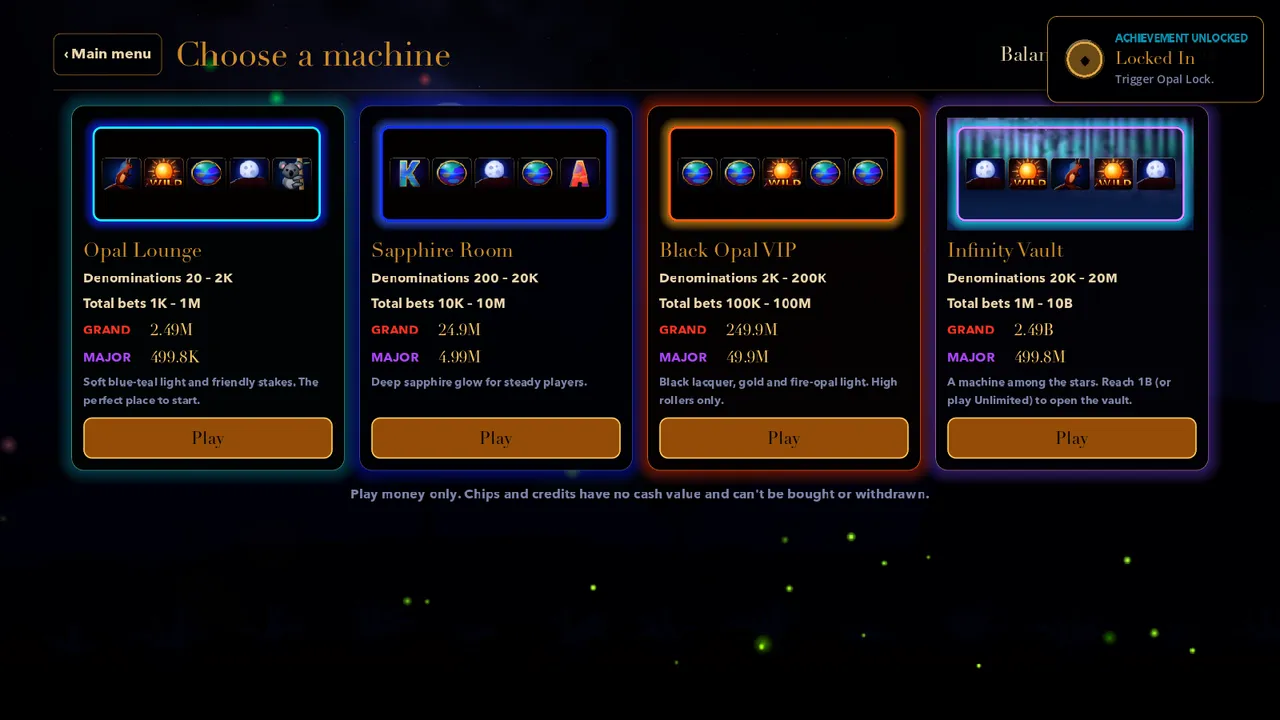 ‹ Main menu
Choose a machine
Balan
ACHIEVEMENT UNLOCKED
Locked In
Trigger Opal Lock.
WILD
Opal Lounge
Denominations 20 – 2K
Total bets 1K – 1M
GRAND 2.49M
MAJOR 499.8K
Soft blue-teal light and friendly stakes. The
perfect place to start.
Play
K A
Sapphire Room
Denominations 200 – 20K
Total bets 10K – 10M
GRAND 24.9M
MAJOR 4.99M
Deep sapphire glow for steady players.
Play
WILD
Black Opal VIP
Denominations 2K – 200K
Total bets 100K – 100M
GRAND 249.9M
MAJOR 49.9M
Black lacquer, gold and fire-opal light. High
rollers only.
Play
WILD WILD
Infinity Vault
Denominations 20K – 20M
Total bets 1M – 10B
GRAND 2.49B
MAJOR 499.8M
A machine among the stars. Reach 1B (or
play Unlimited) to open the vault.
Play
Play money only. Chips and credits have no cash value and can't be bought or withdrawn.